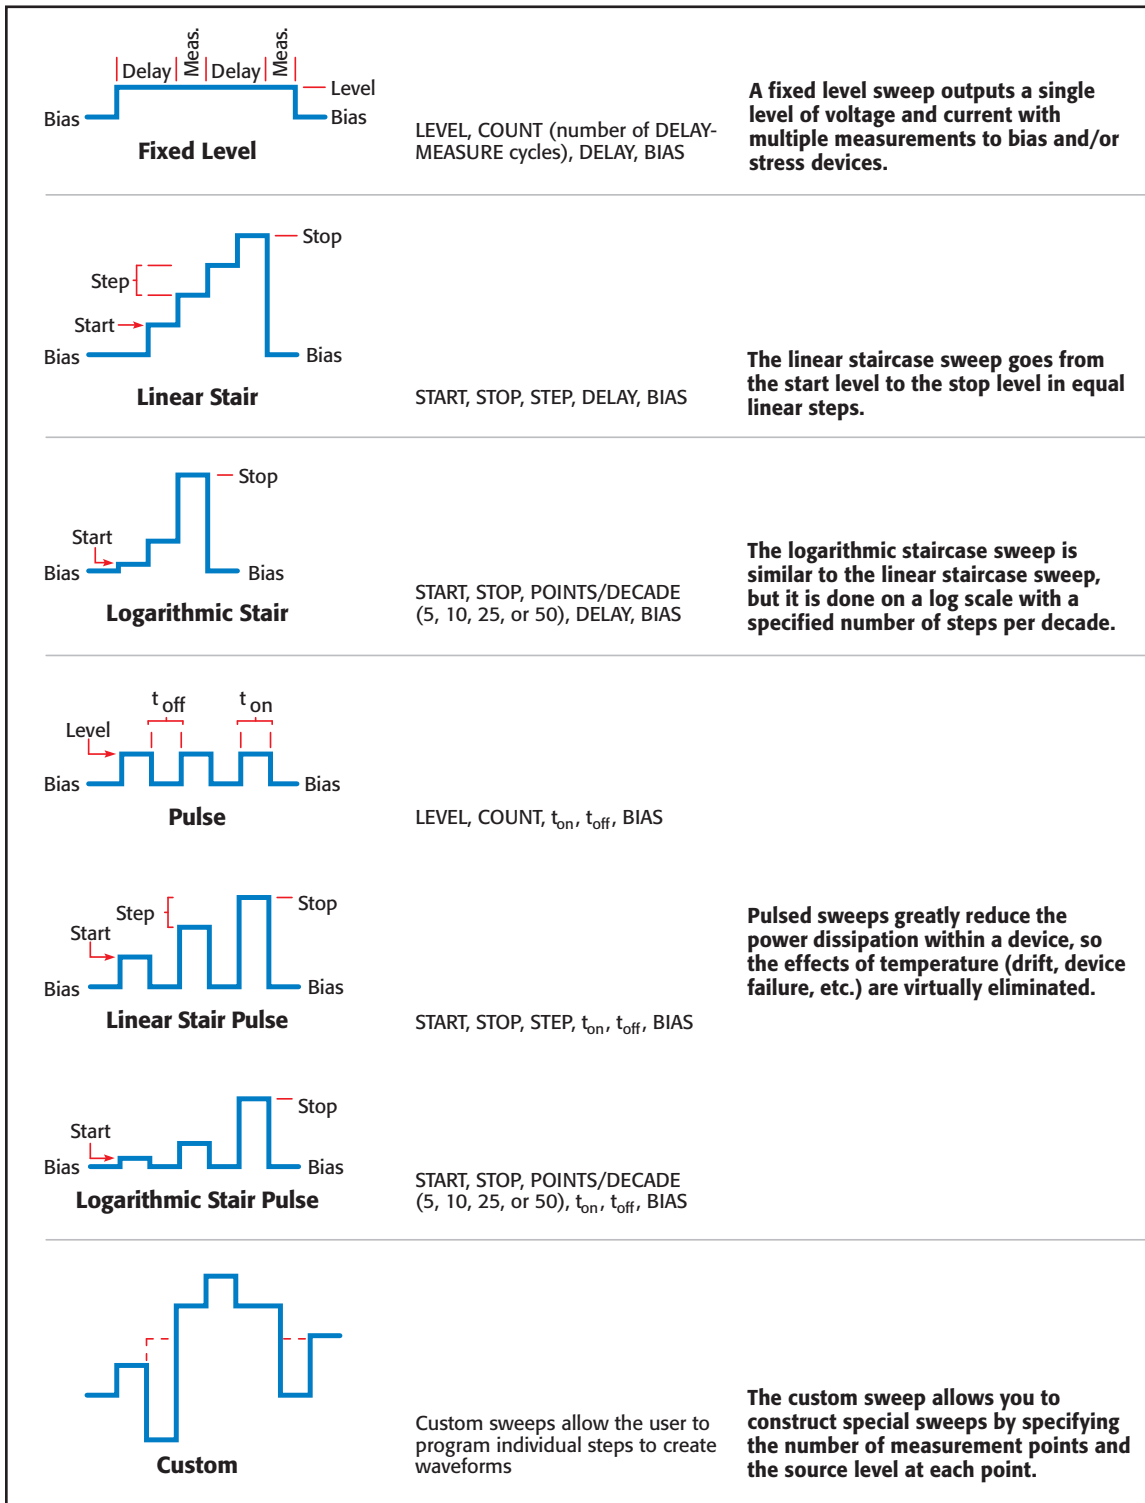 Delay
Meas.
Delay
Meas.
Level
Bias
Bias
Fixed Level
LEVEL, COUNT (number of DELAY-
MEASURE cycles), DELAY, BIAS
A fixed level sweep outputs a single
level of voltage and current with
multiple measurements to bias and/or
stress devices.
Stop
Step
Start
Bias
Bias
Linear Stair
START, STOP, STEP, DELAY, BIAS
The linear staircase sweep goes from
the start level to the stop level in equal
linear steps.
Stop
Start
Bias
Bias
Logarithmic Stair
START, STOP, POINTS/DECADE
(5, 10, 25, or 50), DELAY, BIAS
The logarithmic staircase sweep is
similar to the linear staircase sweep,
but it is done on a log scale with a
specified number of steps per decade.
t off
t on
Level
Bias
Bias
Pulse
LEVEL, COUNT, ton, toff, BIAS
Stop
Step
Start
Bias
Bias
Linear Stair Pulse
START, STOP, STEP, ton, toff, BIAS
Pulsed sweeps greatly reduce the
power dissipation within a device, so
the effects of temperature (drift, device
failure, etc.) are virtually eliminated.
Stop
Start
Bias
Bias
Logarithmic Stair Pulse
START, STOP, POINTS/DECADE
(5, 10, 25, or 50), ton, toff, BIAS
Custom
Custom sweeps allow the user to
program individual steps to create
waveforms
The custom sweep allows you to
construct special sweeps by specifying
the number of measurement points and
the source level at each point.